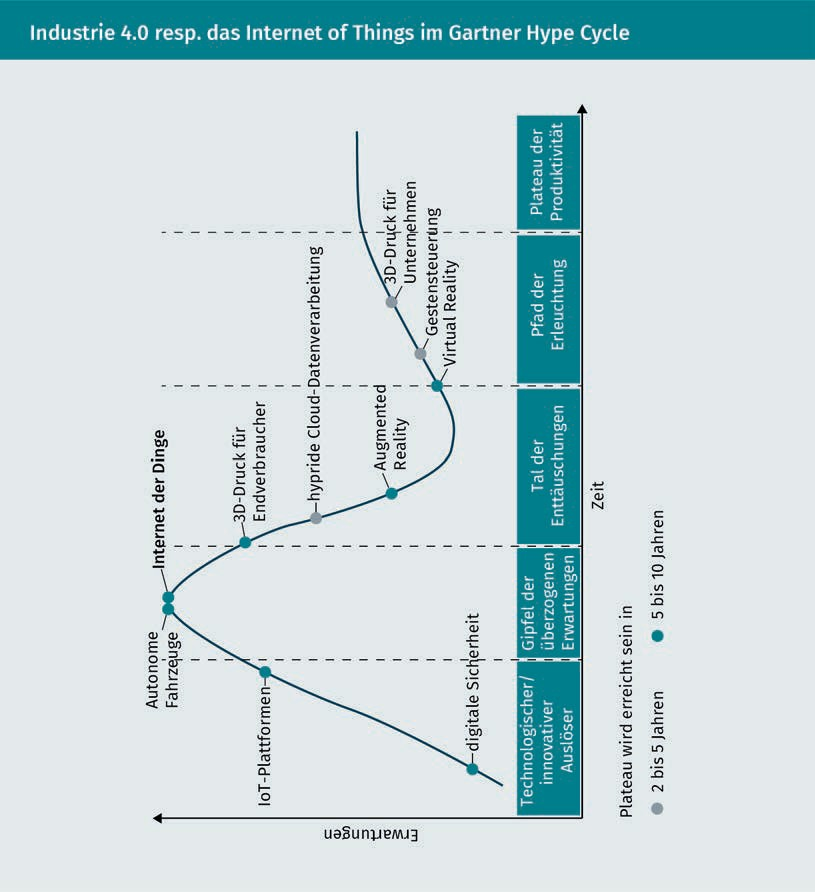 Industrie 4.0 resp. das Internet of Things im Gartner Hype Cycle
Erwartungen
digitale Sicherheit
IoT-Plattformen
Autonome
Fahrzeuge
Internet der Dinge
3D-Druck für
Endverbraucher
hypride Cloud-Datenverarbeitung
Augmented
Reality
Virtual Reality
Gestensteuerung
3D-Druck für
Unternehmen
Technologischer/
innovativer
Auslöser
Gipfel der
überzogenen
Erwartungen
Tal der
Enttäuschungen
Pfad der
Erleuchtung
Plateau der
Produktivität
Zeit
Plateau wird erreicht sein in
2 bis 5 Jahren
5 bis 10 Jahren